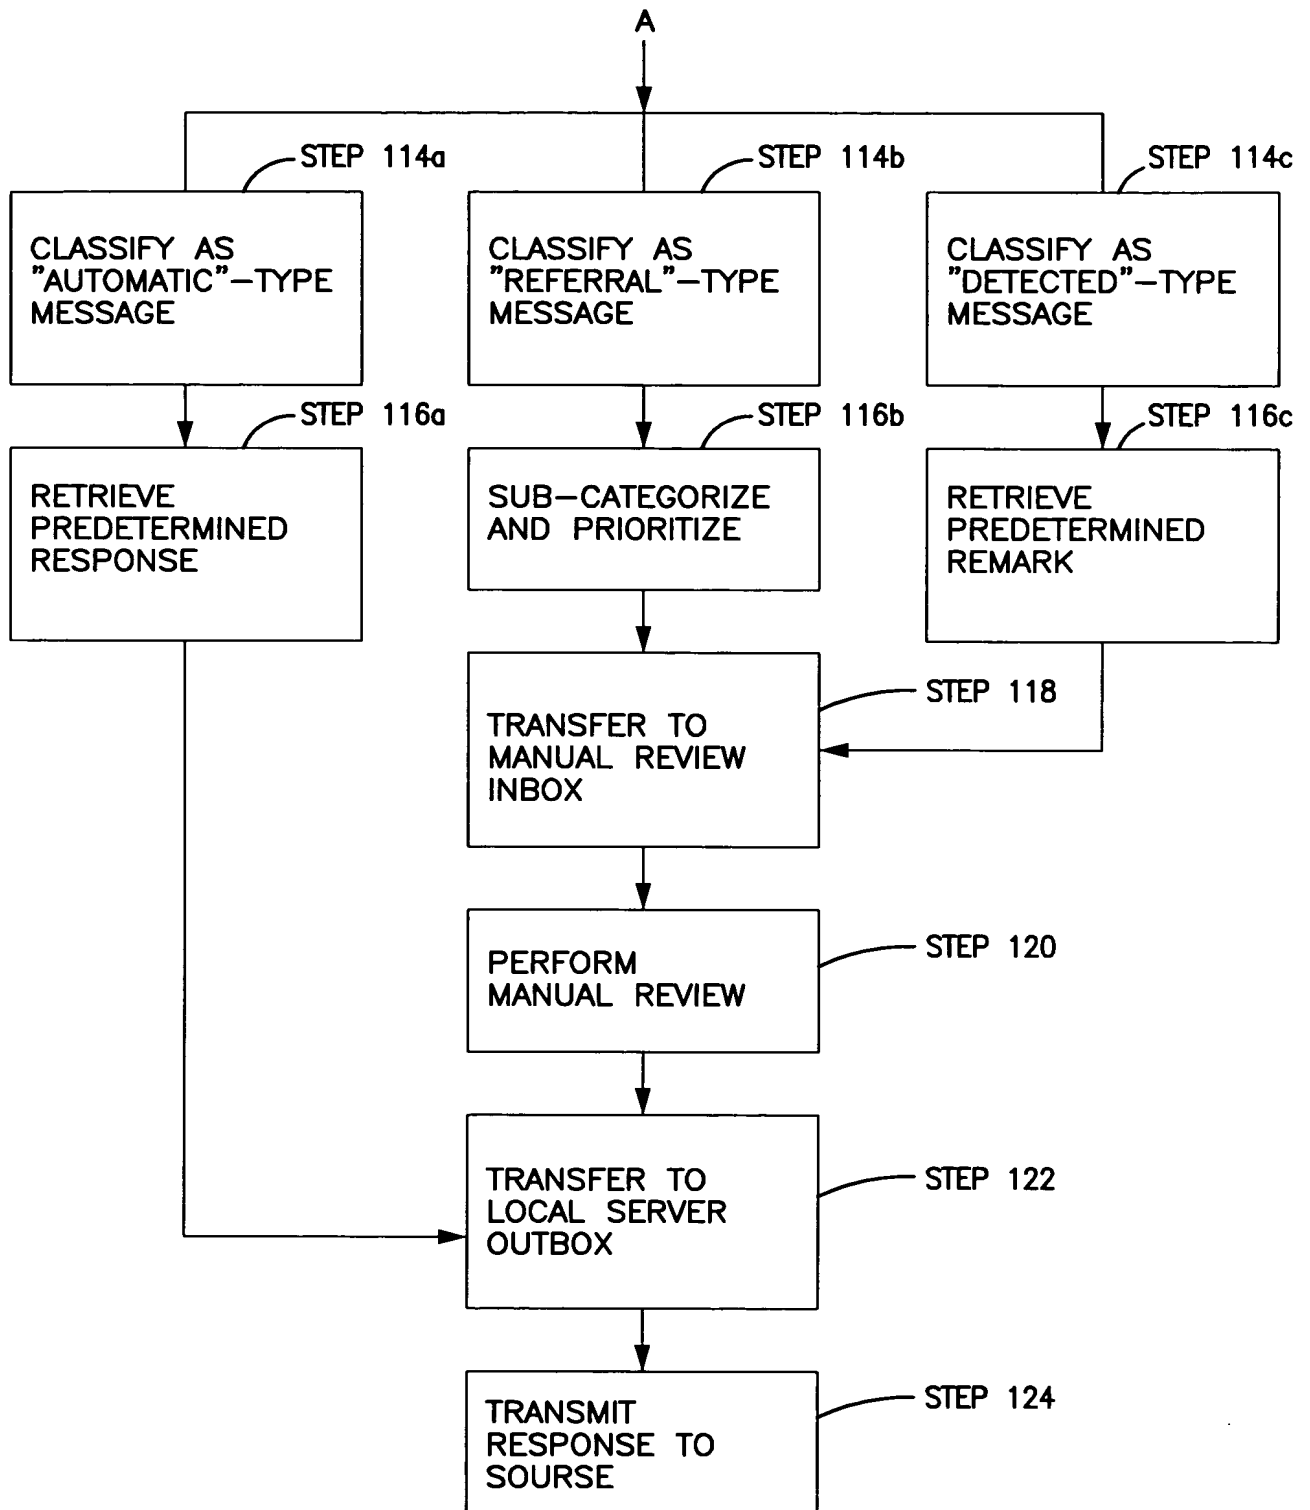 A
STEP 114a
STEP 114b
STEP 114c
CLASSIFY AS
"AUTOMATIC"-TYPE
MESSAGE
CLASSIFY AS
"REFERRAL"-TYPE
MESSAGE
CLASSIFY AS
"DETECTED"-TYPE
MESSAGE
STEP 116a
STEP 116b
STEP 116c
RETRIEVE
PREDETERMINED
RESPONSE
SUB-CATEGORIZE
AND PRIORITIZE
RETRIEVE
PREDETERMINED
REMARK
STEP 118
TRANSFER TO
MANUAL REVIEW
INBOX
STEP 120
PERFORM
MANUAL REVIEW
STEP 122
TRANSFER TO
LOCAL SERVER
OUTBOX
STEP 124
TRANSMIT
RESPONSE TO
SOURSE